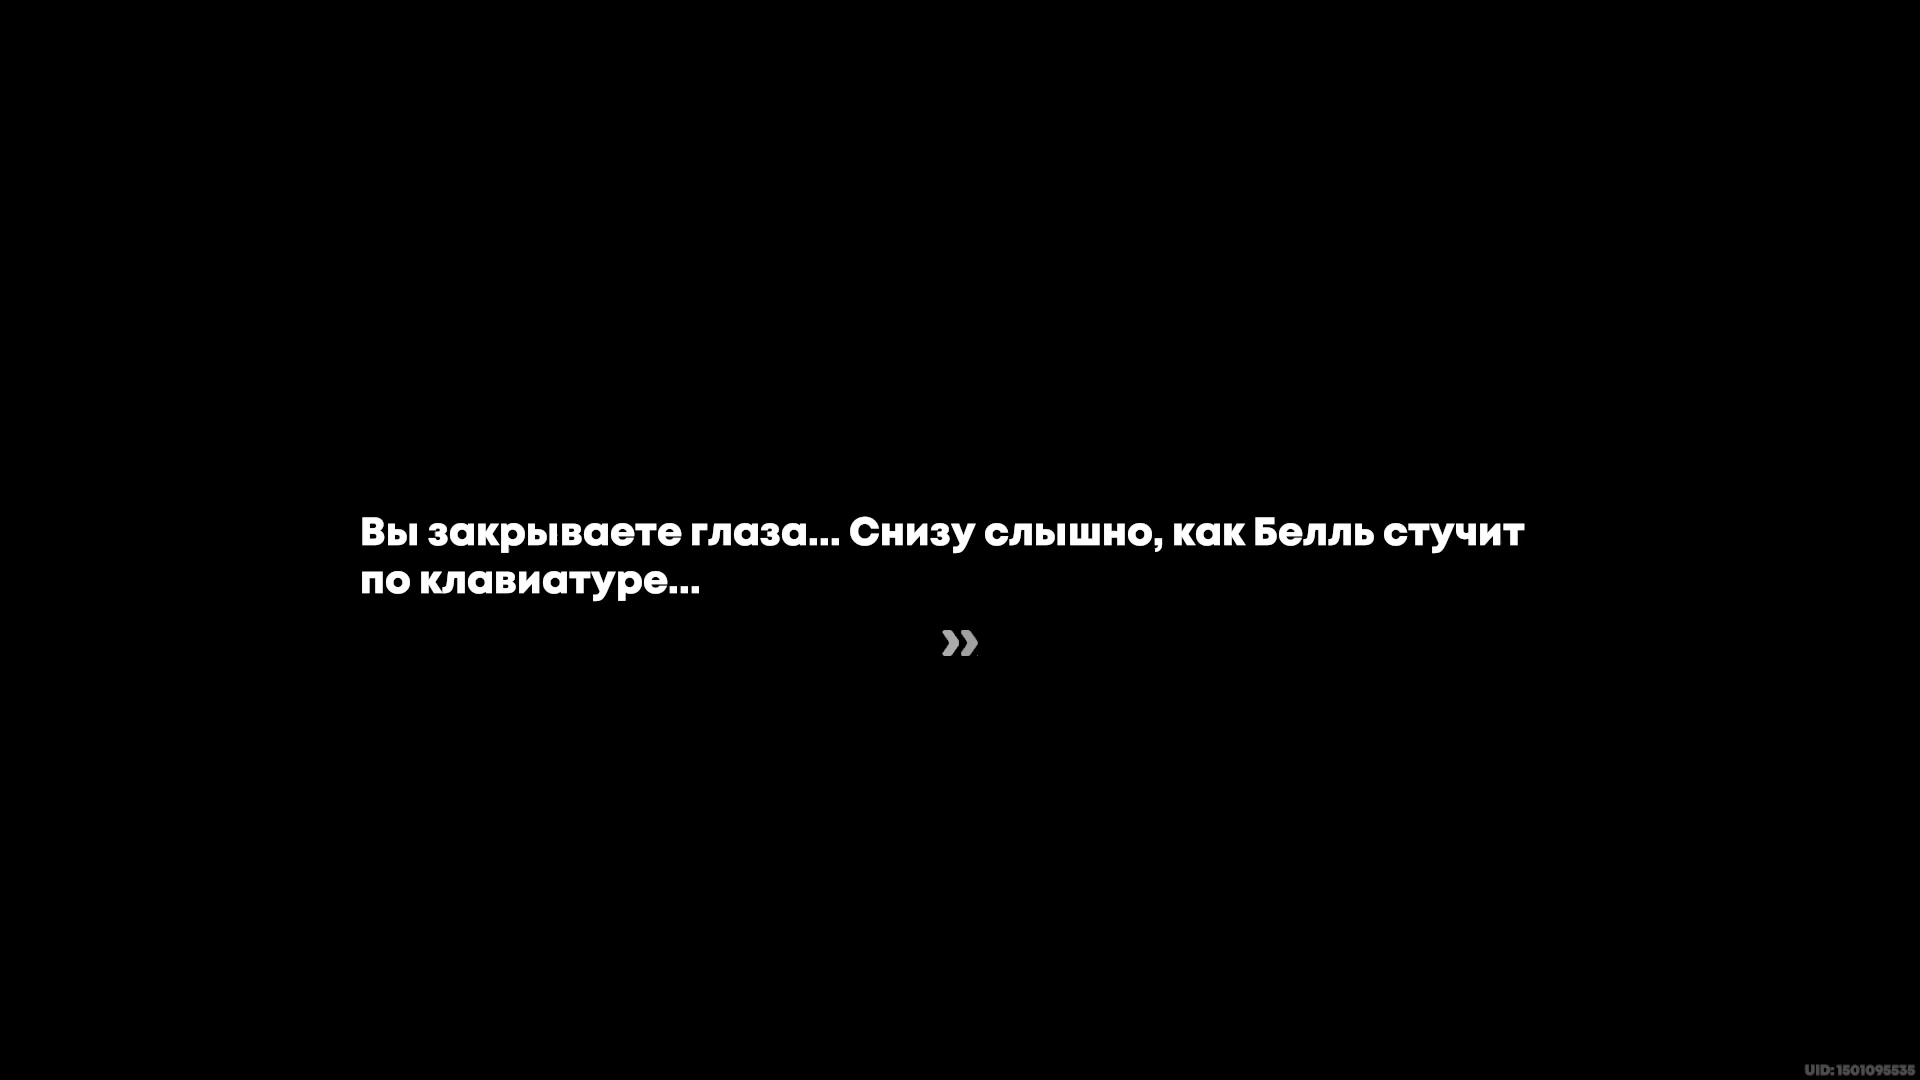 Вы закрываете глаза... Снизу слышно, как Белль стучит
по клавиатуре...
UID: 1501095535